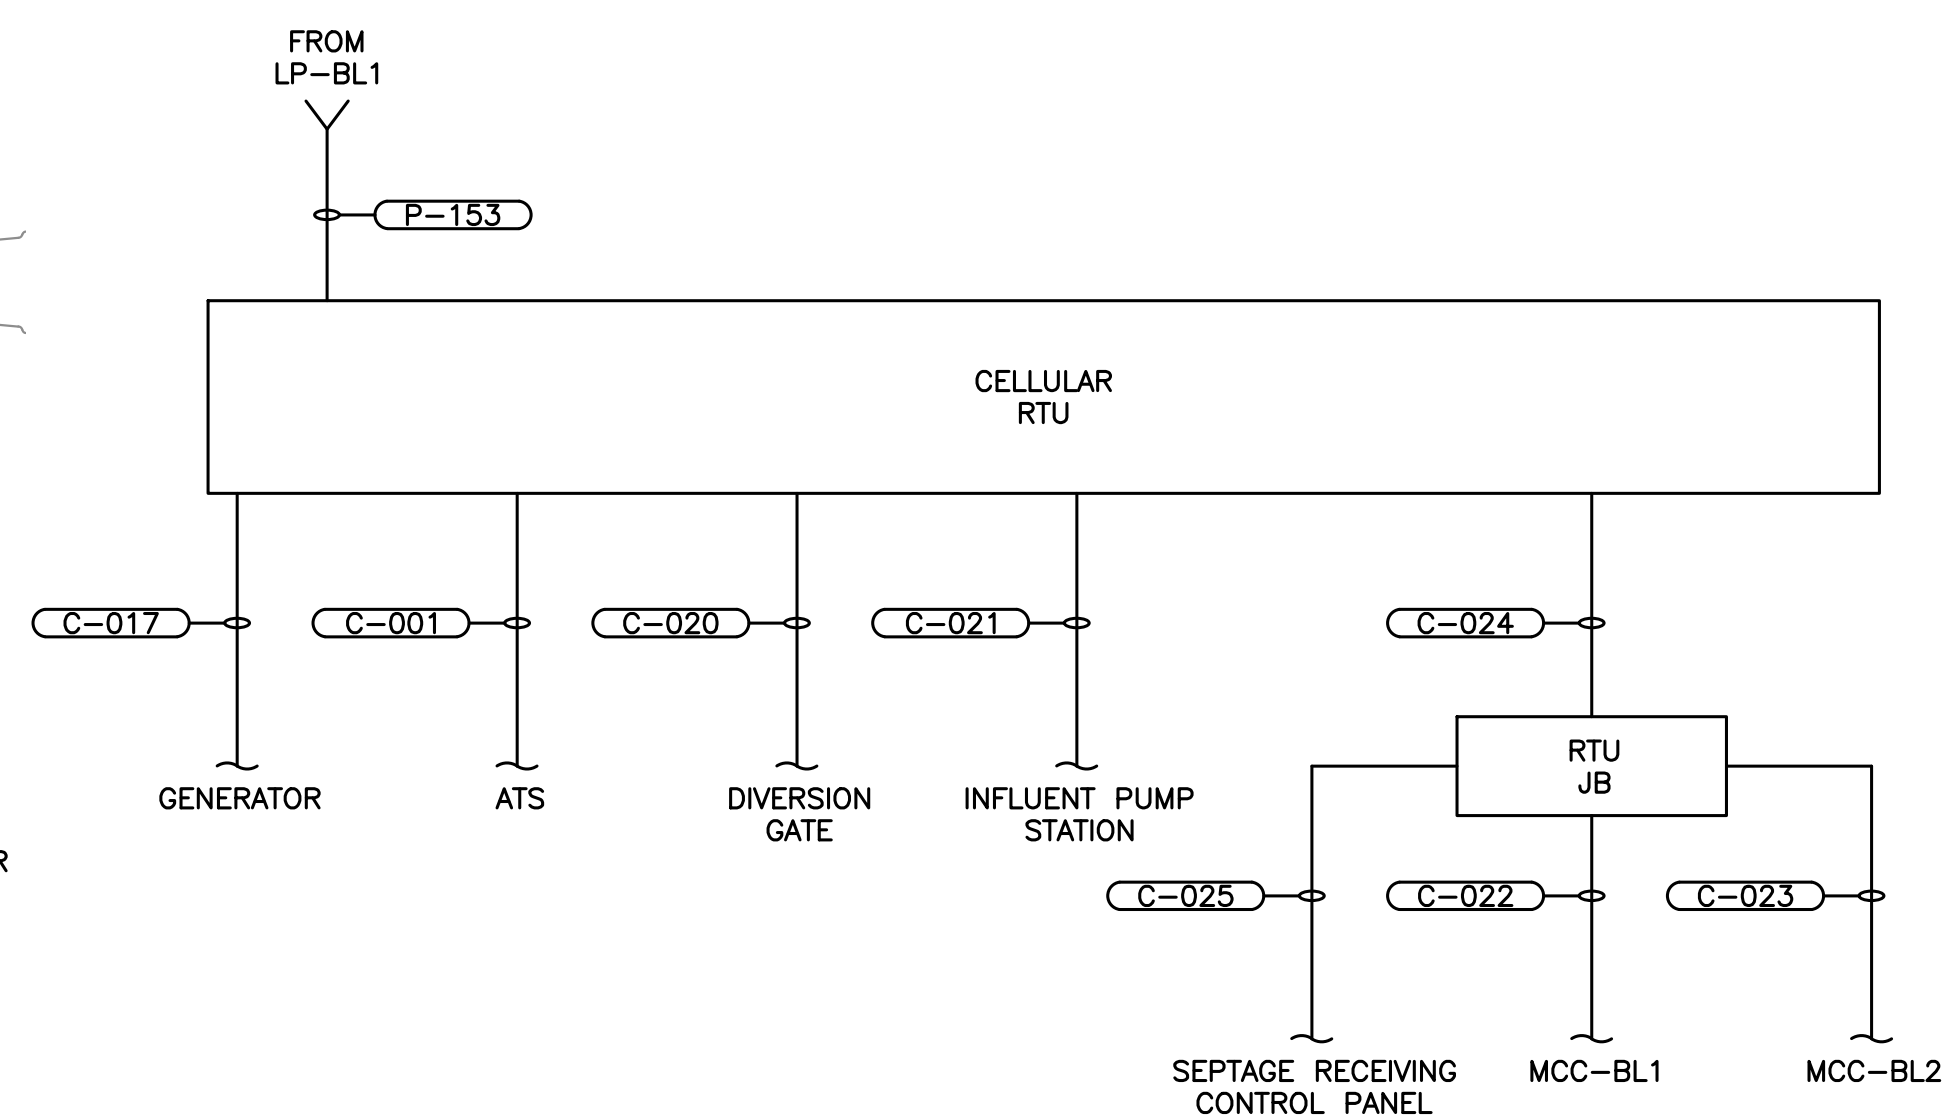 FROM
LP-BL1
P-153
CELLULAR
RTU
C-017
C-001
C-020
C-021
C-024
RTU
JB
GENERATOR
ATS
DIVERSION
GATE
INFLUENT PUMP
STATION
R
C-025
C-022
C-023
SEPTAGE RECEIVING
CONTROL PANEL
MCC-BL1
MCC-BL2